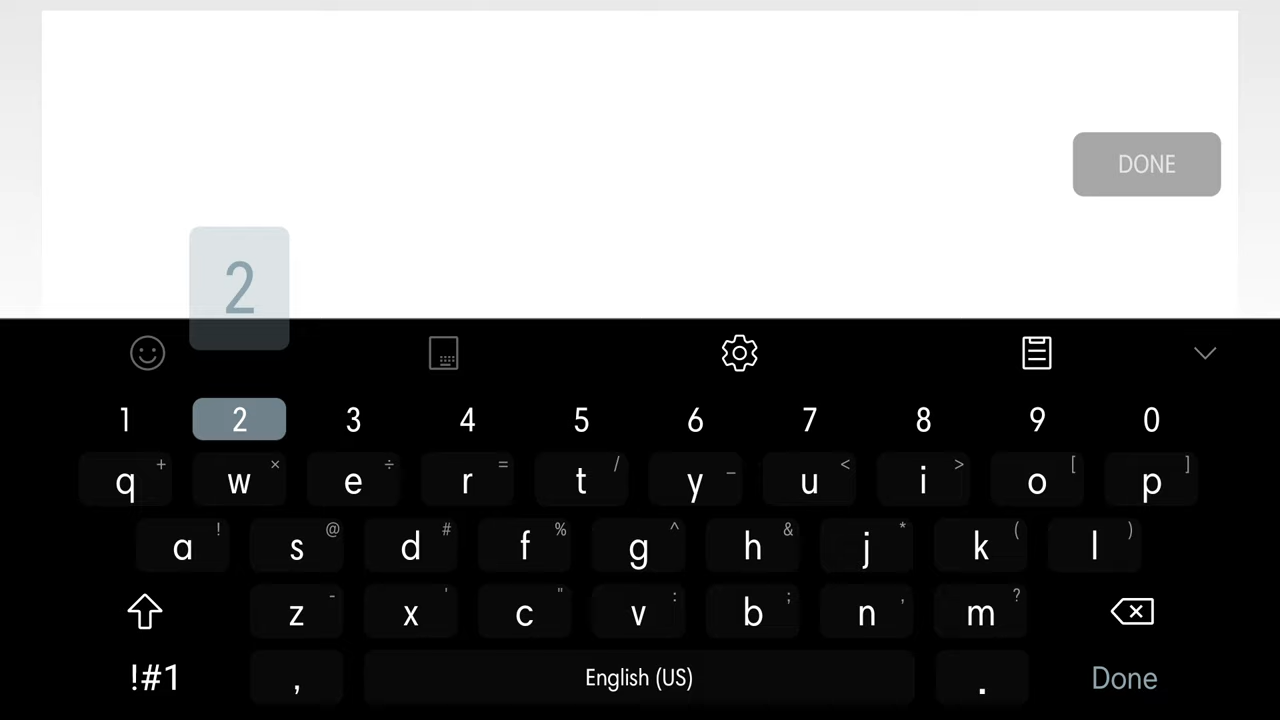 DONE
2
1 2 3 4 5 6 7 8 9 0
q + w × e ÷ r = t / y _ u < i > o [ p ]
a ! s @ d # f % g ^ h & j * k ( l )
z - x ' c " v : b ; n , m ?
!#1 , English (US) . Done